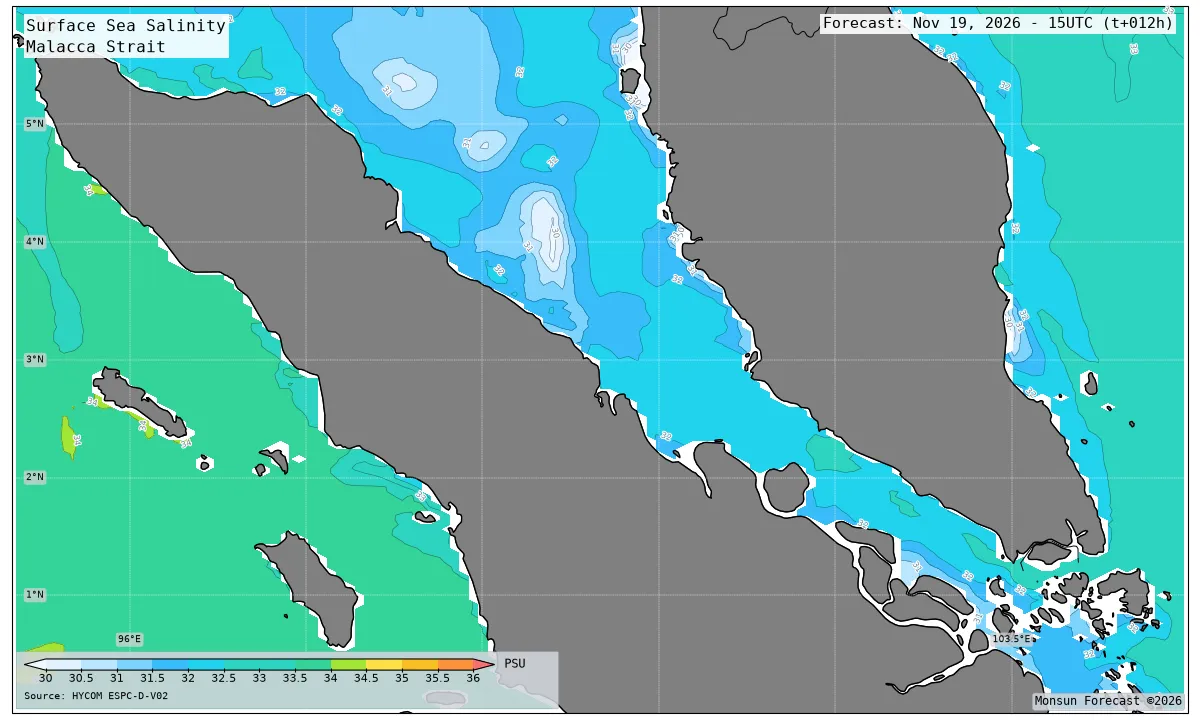 Surface Sea Salinity
Malacca Strait
Forecast: Nov 19, 2026 - 15UTC (t+012h)
5°N
4°N
3°N
2°N
1°N
96°E
103.5°E
30 30.5 31 31.5 32 32.5 33 33.5 34 34.5 35 35.5 36
PSU
Source: HYCOM ESPC-D-V02
Monsun Forecast ©2026